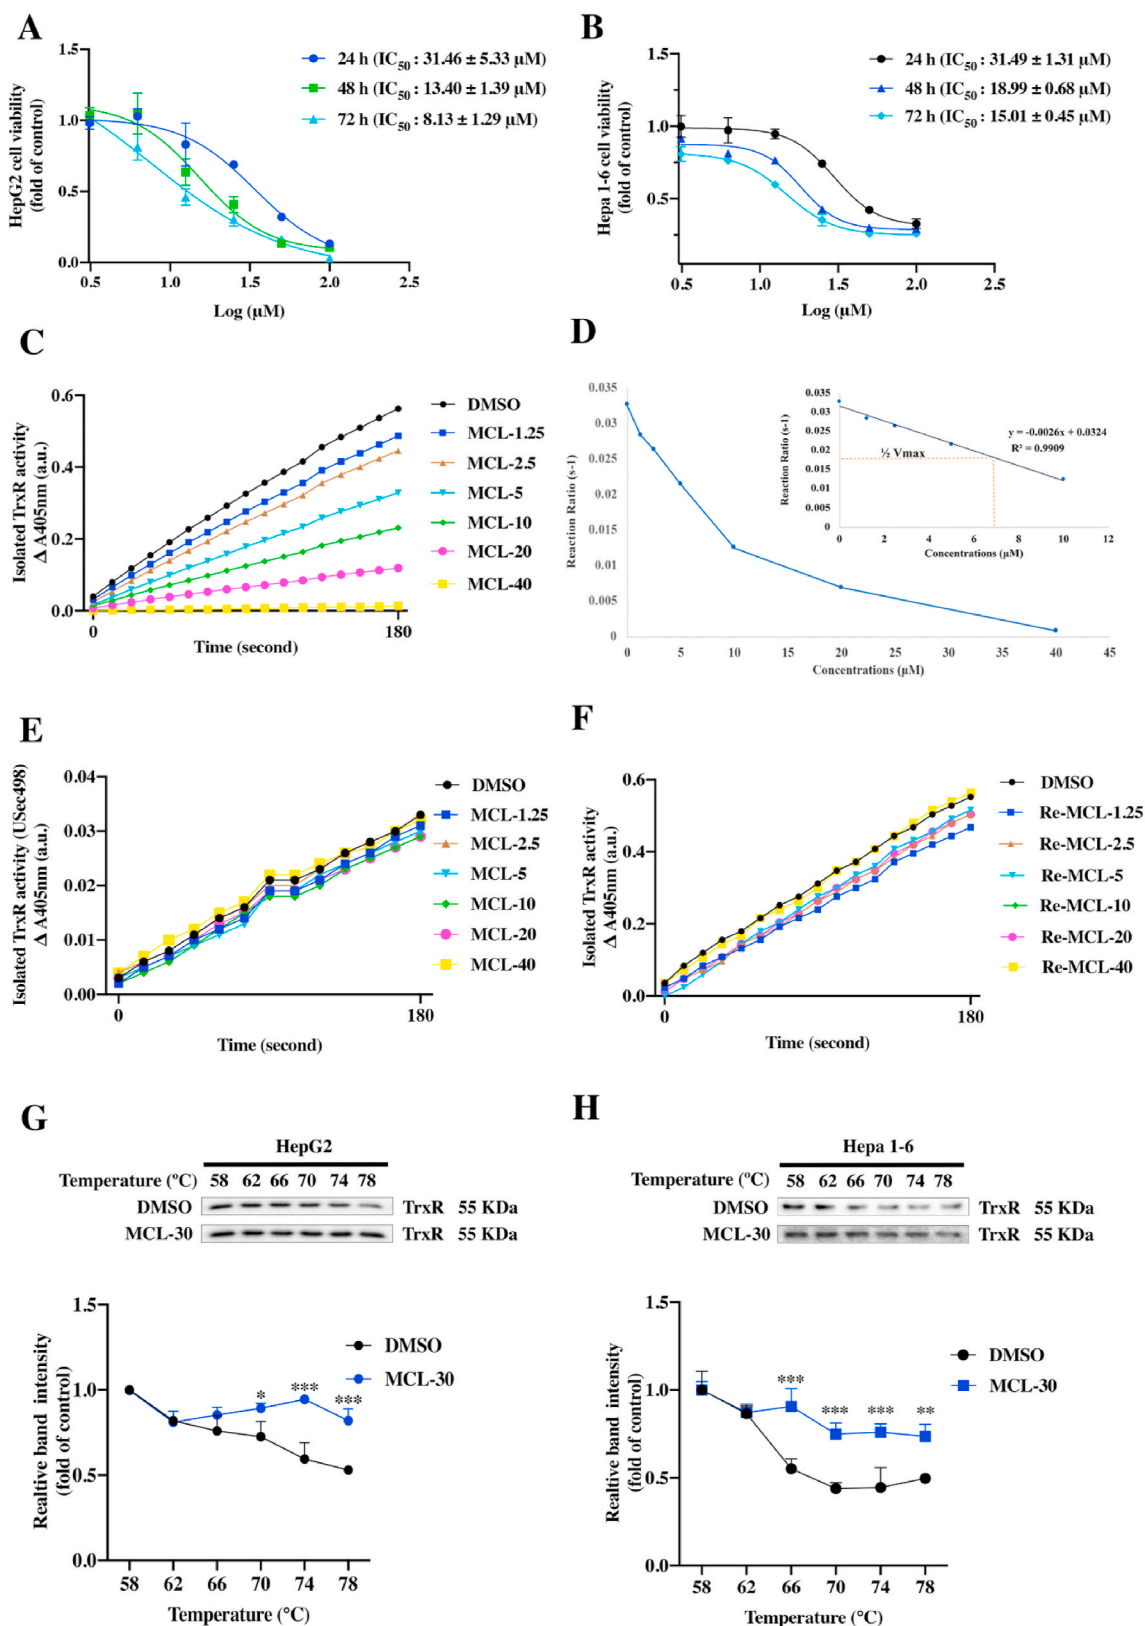 A
HepG2 cell viability
(fold of control)
1.5
1.0
0.5
0.0
0.5 1.0 1.5 2.0 2.5
Log (µM)
24 h (IC50 : 31.46 ± 5.33 µM)
48 h (IC50 : 13.40 ± 1.39 µM)
72 h (IC50 : 8.13 ± 1.29 µM)
B
Hepa 1-6 cell viability
(fold of control)
1.5
1.0
0.5
0.0
0.5 1.0 1.5 2.0 2.5
Log (µM)
24 h (IC50 : 31.49 ± 1.31 µM)
48 h (IC50 : 18.99 ± 0.68 µM)
72 h (IC50 : 15.01 ± 0.45 µM)
C
Isolated TrxR activity
Δ A405nm (a.u.)
0.6
0.4
0.2
0.0
0 180
Time (second)
DMSO
MCL-1.25
MCL-2.5
MCL-5
MCL-10
MCL-20
MCL-40
D
Reaction Ratio (s-1)
0.035
0.03
0.025
0.02
0.015
0.01
0.005
0
0 5 10 15 20 25 30 35 40 45
Concentrations (µM)
Reaction Ratio (s-1)
0.035
0.03
0.025
0.02
0.015
0.01
0.005
0
0 2 4 6 8 10 12
Concentrations (µM)
½ Vmax
y = -0.0026x + 0.0324
R² = 0.9909
E
Isolated TrxR activity (USec498)
Δ A405nm (a.u.)
0.04
0.03
0.02
0.01
0.00
0 180
Time (second)
DMSO
MCL-1.25
MCL-2.5
MCL-5
MCL-10
MCL-20
MCL-40
F
Isolated TrxR activity
Δ A405nm (a.u.)
0.6
0.4
0.2
0.0
0 180
Time (second)
DMSO
Re-MCL-1.25
Re-MCL-2.5
Re-MCL-5
Re-MCL-10
Re-MCL-20
Re-MCL-40
G
HepG2
Temperature (°C) 58 62 66 70 74 78
DMSO TrxR 55 KDa
MCL-30 TrxR 55 KDa
Realtive band intensity
(fold of control)
1.5
1.0
0.5
0.0
58 62 66 70 74 78
Temperature (°C)
* *** ***
DMSO
MCL-30
H
Hepa 1-6
Temperature (°C) 58 62 66 70 74 78
DMSO TrxR 55 KDa
MCL-30 TrxR 55 KDa
Realtive band intensity
(fold of control)
1.5
1.0
0.5
0.0
58 62 66 70 74 78
Temperature (°C)
*** *** *** **
DMSO
MCL-30